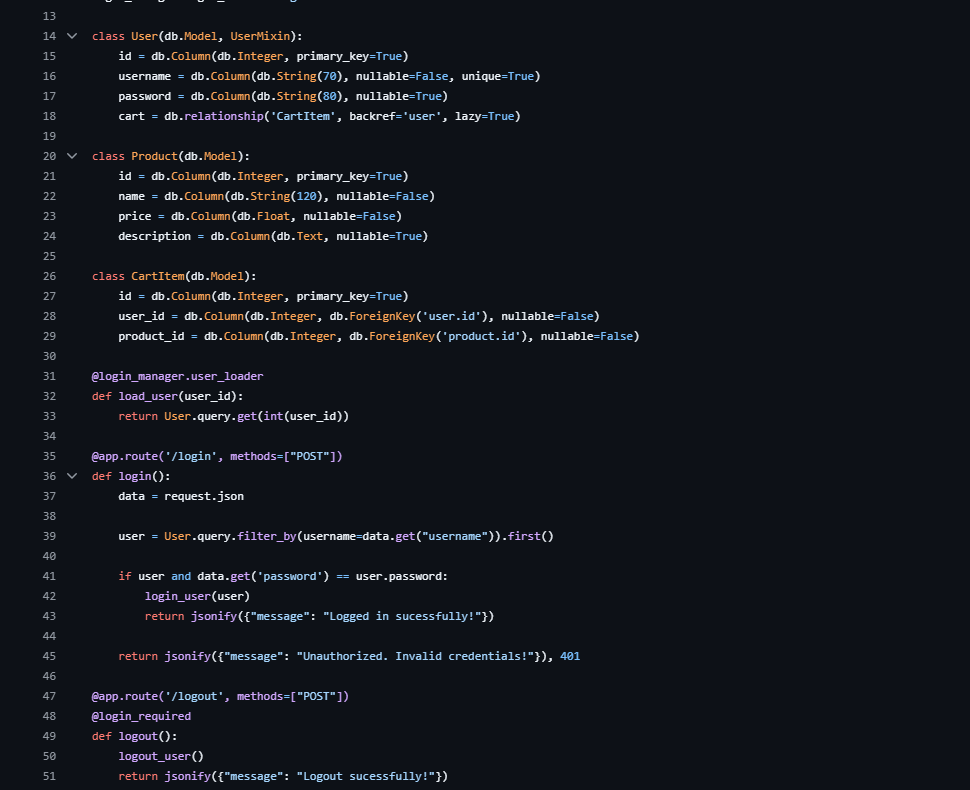 13
14 class User(db.Model, UserMixin):
15 id = db.Column(db.Integer, primary_key=True)
16 username = db.Column(db.String(70), nullable=False, unique=True)
17 password = db.Column(db.String(80), nullable=True)
18 cart = db.relationship('CartItem', backref='user', lazy=True)
19
20 class Product(db.Model):
21 id = db.Column(db.Integer, primary_key=True)
22 name = db.Column(db.String(120), nullable=False)
23 price = db.Column(db.Float, nullable=False)
24 description = db.Column(db.Text, nullable=True)
25
26 class CartItem(db.Model):
27 id = db.Column(db.Integer, primary_key=True)
28 user_id = db.Column(db.Integer, db.ForeignKey('user.id'), nullable=False)
29 product_id = db.Column(db.Integer, db.ForeignKey('product.id'), nullable=False)
30
31 @login_manager.user_loader
32 def load_user(user_id):
33 return User.query.get(int(user_id))
34
35 @app.route('/login', methods=["POST"])
36 def login():
37 data = request.json
38
39 user = User.query.filter_by(username=data.get("username")).first()
40
41 if user and data.get('password') == user.password:
42 login_user(user)
43 return jsonify({"message": "Logged in sucessfully!"})
44
45 return jsonify({"message": "Unauthorized. Invalid credentials!"}), 401
46
47 @app.route('/logout', methods=["POST"])
48 @login_required
49 def logout():
50 logout_user()
51 return jsonify({"message": "Logout sucessfully!"})